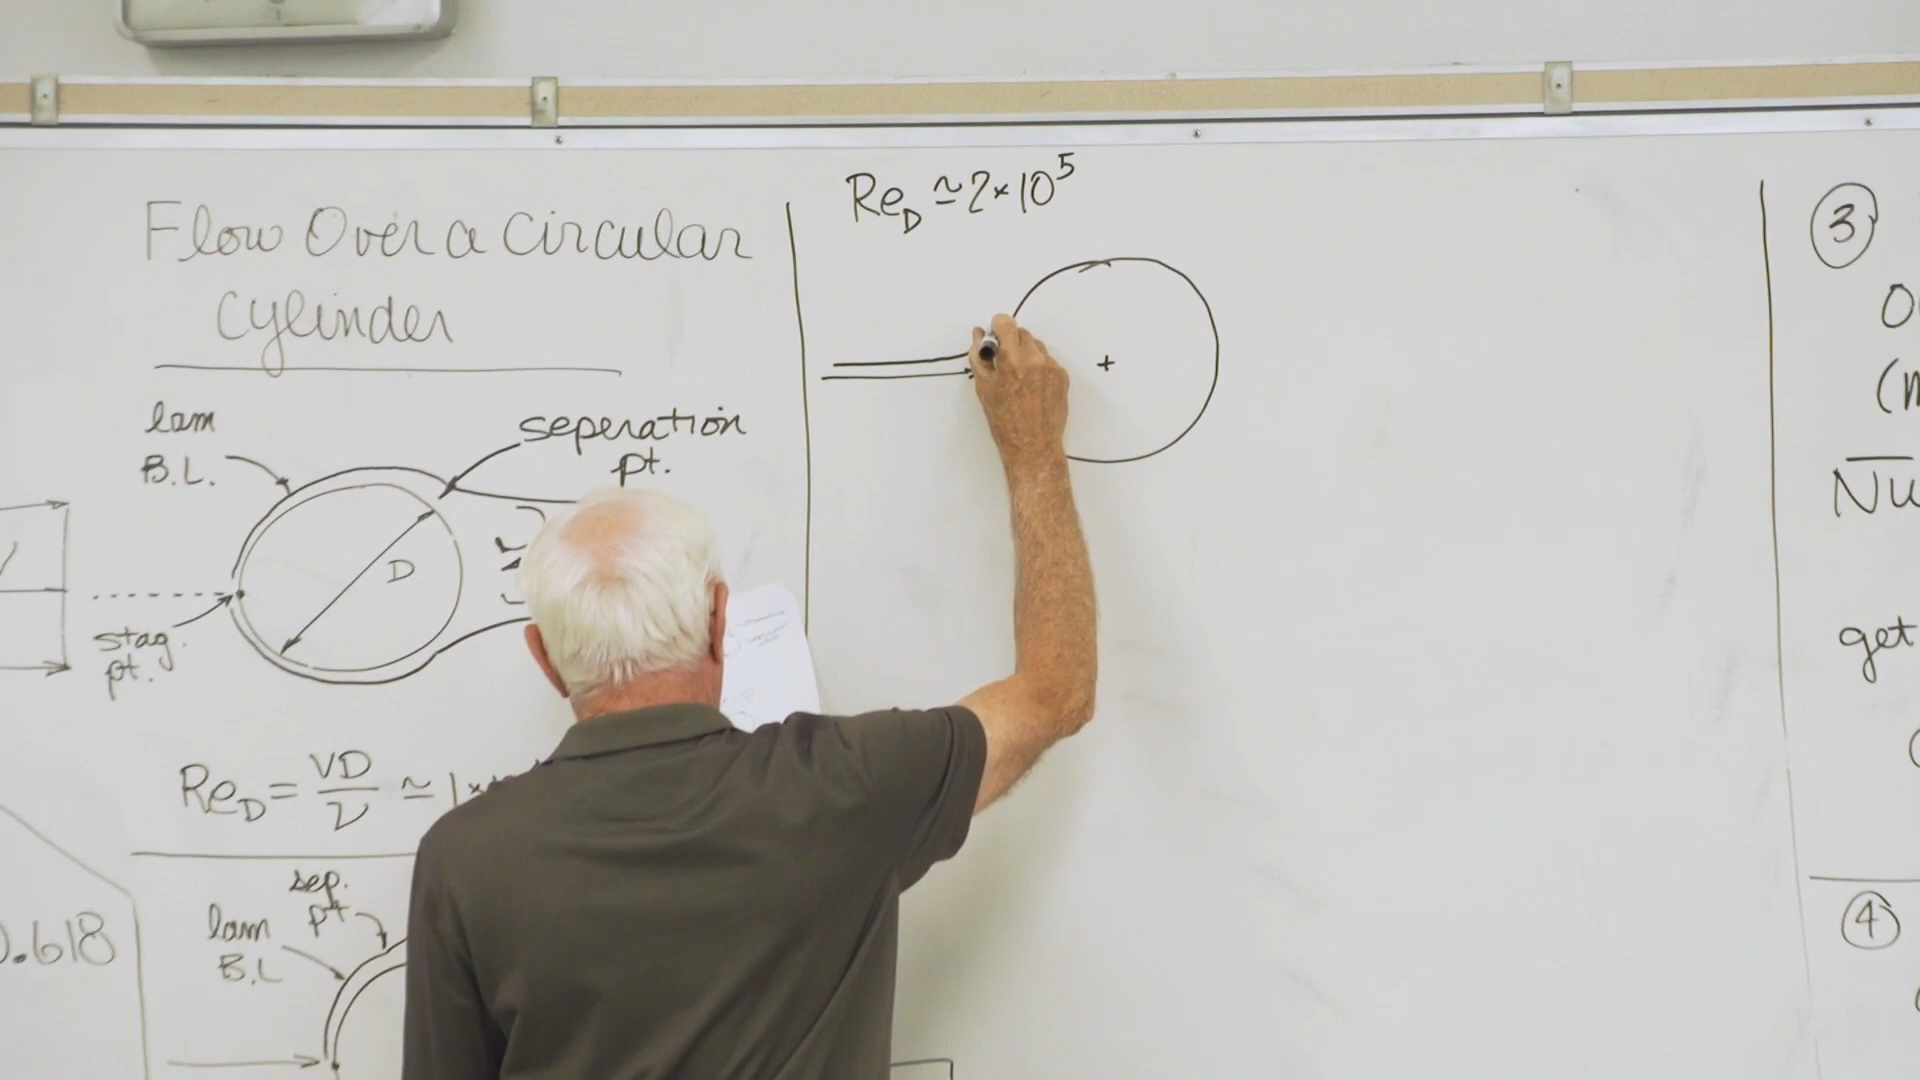 Flow Over a Circular
Cylinder
lam
B.L.
seperation
pt.
D
stag.
pt.
Re_D = VD/ν ≃ 1×
sep.
pt
lam
B.L
0.618
Re_D ≃ 2×10^5
+
3
Nu
get
4